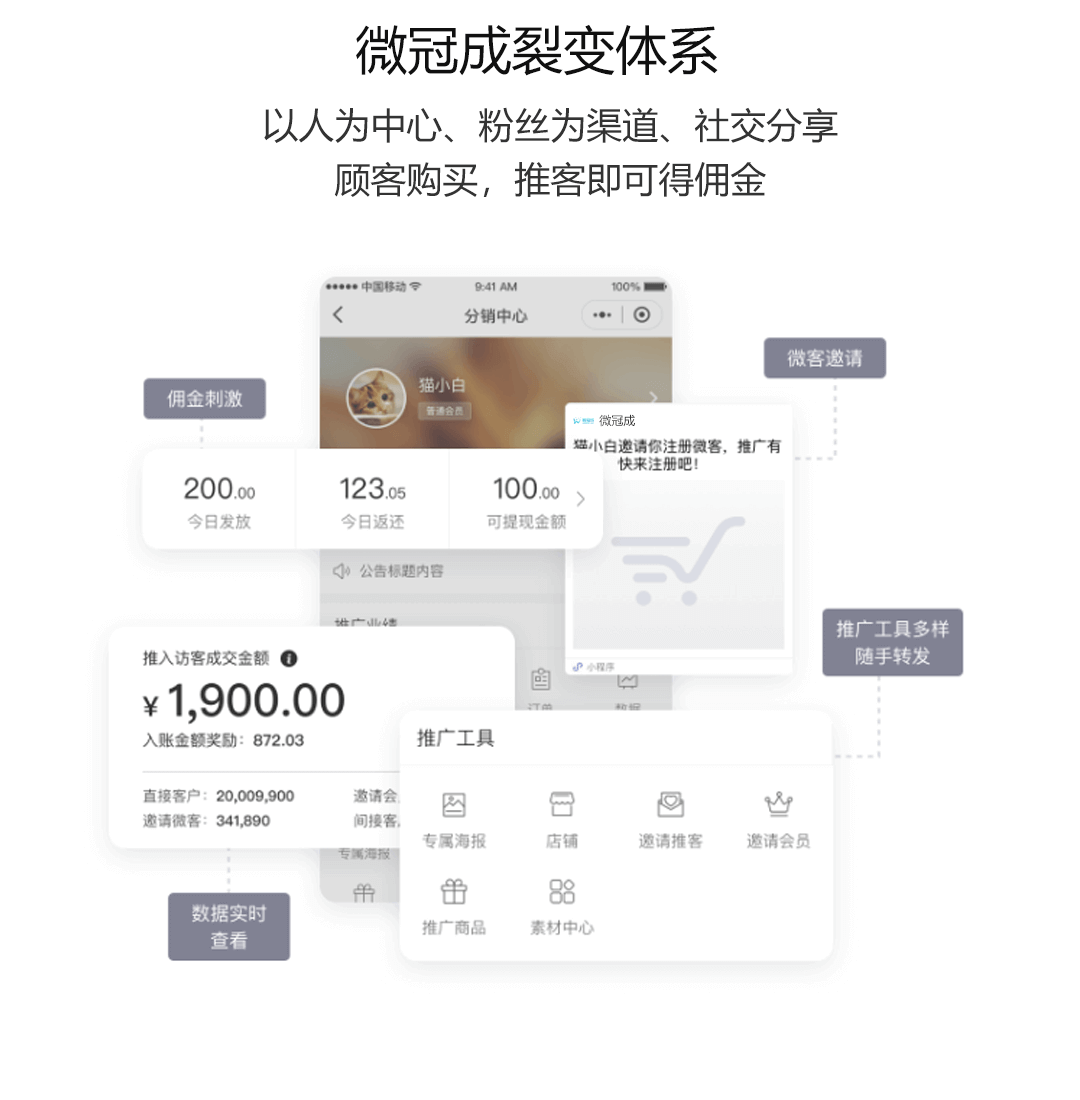 微冠成裂变体系
以人为中心、粉丝为渠道、社交分享
顾客购买，推客即可得佣金
中国移动
9:41 AM
100%
分销中心
微客邀请
猫小白
普通会员
佣金刺激
微冠成
猫小白邀请你注册微客，推广有
快来注册吧！
200.00
123.05
100.00
今日发放
今日返还
可提现金额
公告标题内容
推广业绩
推广工具多样
随手转发
推入访客成交金额
¥1,900.00
入账金额奖励：872.03
小程序
订单
数据
直接客户：20,009,900
邀请会
邀请微客：341,890
间接客
推广工具
专属海报
店铺
邀请推客
邀请会员
专属海报
推广商品
素材中心
数据实时
查看